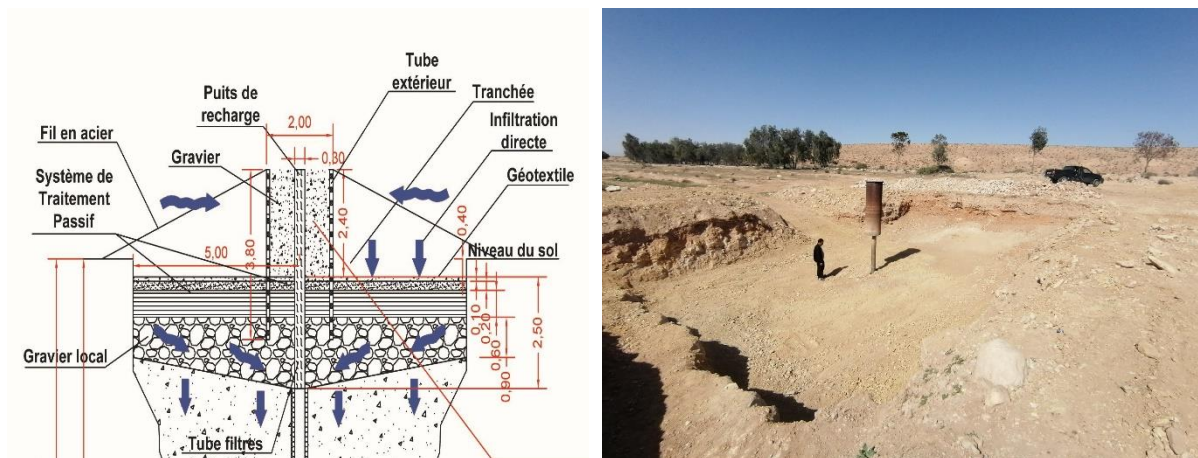 Tube
extérieur
Puits de
recharge
Tranchée
Fil en acier
2,00
Infiltration
directe
Gravier
0,30
Géotextile
Système de
Traitement
Passif
2,40
0,40
Niveau du sol
5,00
3,80
0,10
0,20
2,50
0,60
0,90
Gravier local
Tube filtres